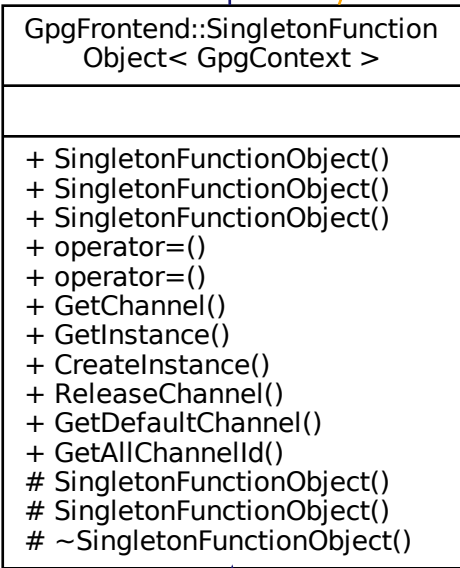 GpgFrontend::SingletonFunction
Object< GpgContext >
+ SingletonFunctionObject()
+ SingletonFunctionObject()
+ SingletonFunctionObject()
+ operator=()
+ operator=()
+ GetChannel()
+ GetInstance()
+ CreateInstance()
+ ReleaseChannel()
+ GetDefaultChannel()
+ GetAllChannelId()
# SingletonFunctionObject()
# SingletonFunctionObject()
# ~SingletonFunctionObject()